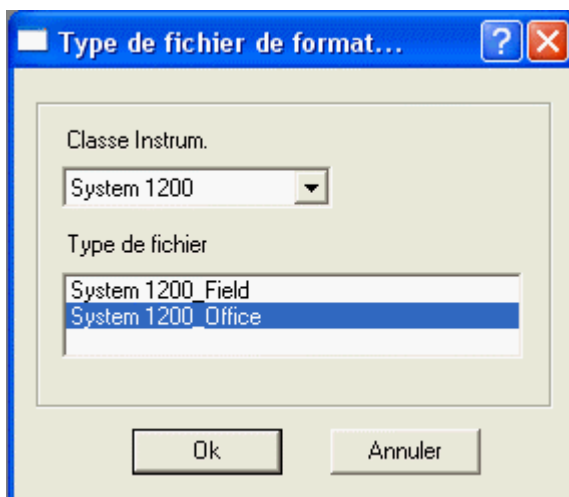 Type de fichier de format...
Classe Instrum.
System 1200
Type de fichier
System 1200_Field
System 1200_Office
Ok
Annuler